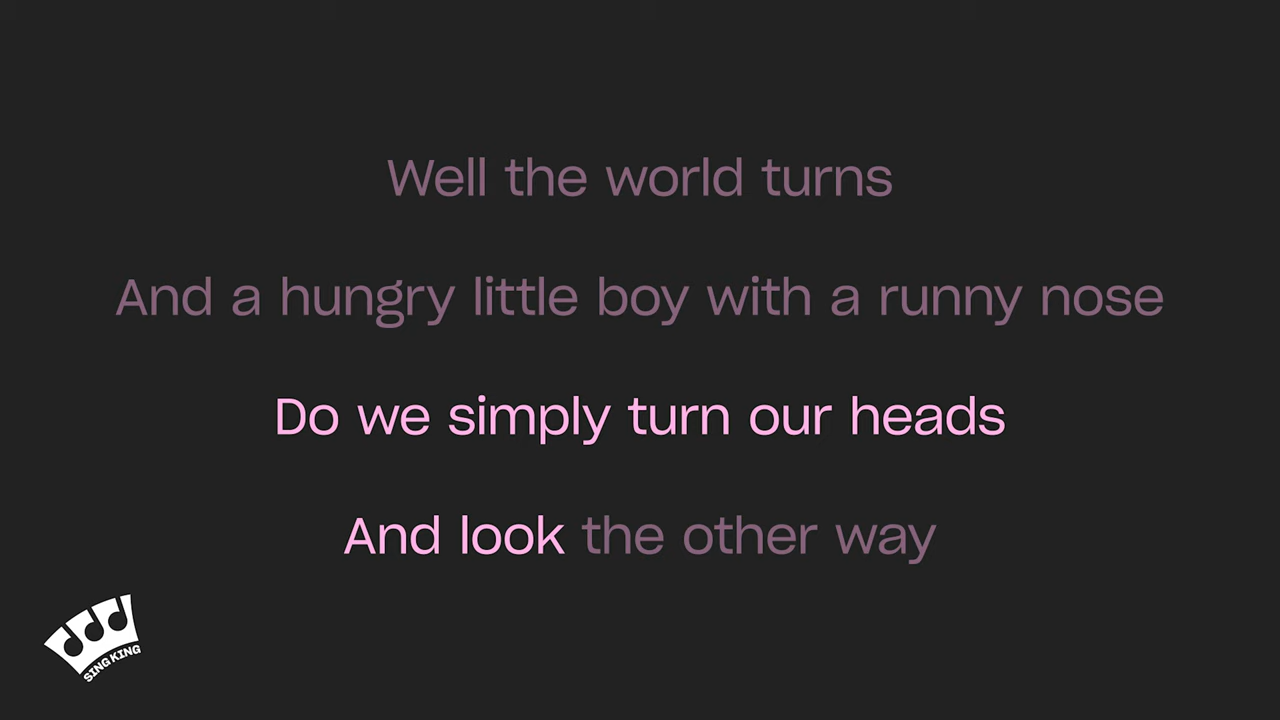 Well the world turns
And a hungry little boy with a runny nose
Do we simply turn our heads
And look the other way
SING KING